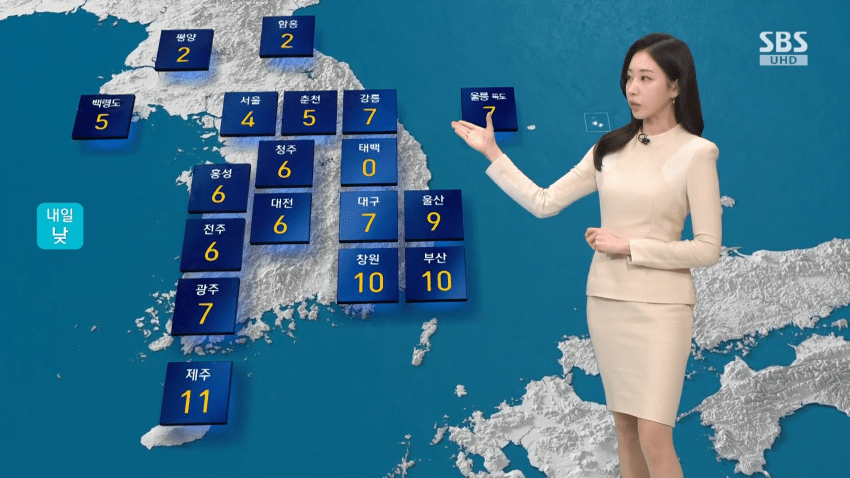 함흥
2
평양
2
SBS
UHD
백령도
5
서울
4
춘천
5
강릉
7
울릉 독도
7
청주
6
태백
0
홍성
6
대전
6
대구
7
울산
9
내일
낮
전주
6
창원
10
부산
10
광주
7
제주
11